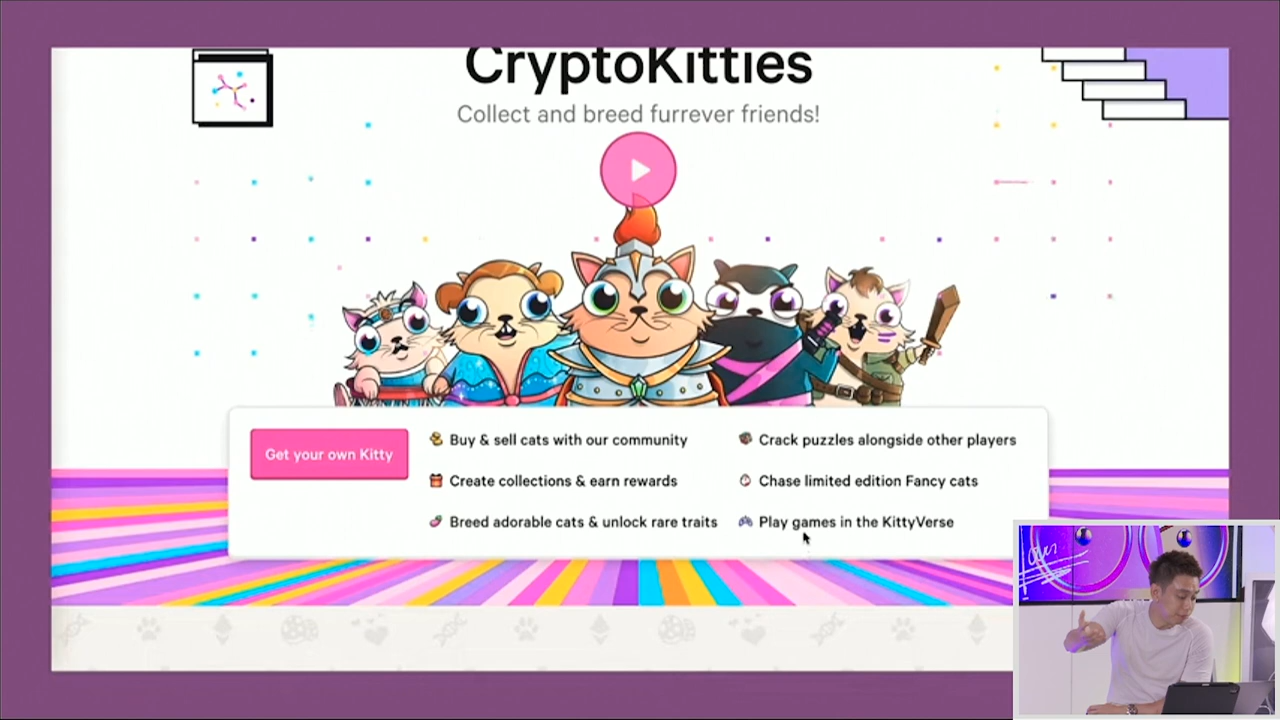 CryptoKitties
Collect and breed furrever friends!
Get your own Kitty
Buy & sell cats with our community
Create collections & earn rewards
Breed adorable cats & unlock rare traits
Crack puzzles alongside other players
Chase limited edition Fancy cats
Play games in the KittyVerse